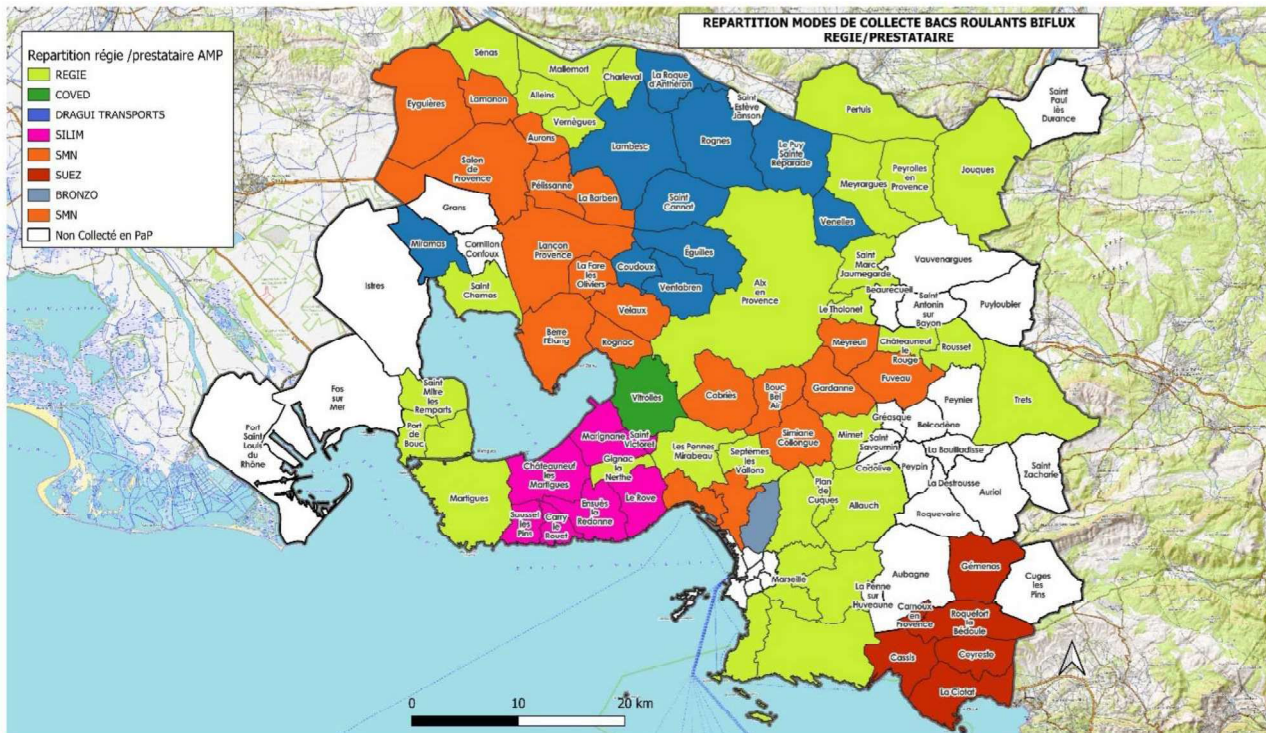 REPARTITION MODES DE COLLECTE BACS ROULANTS BIFLUX
REGIE/PRESTATAIRE
Repartition régie /prestataire AMP
REGIE
COVED
DRAGUI TRANSPORTS
SILIM
SMN
SUEZ
BRONZO
SMN
Non Collecté en PaP
Sénas
Mallemort
Charleval
La Roque
d'Anthéron
Saint
Estève
Janson
Pertuis
Saint
Paul
lès
Durance
Eyguières
Lamanon
Alleins
Vernègues
Aurons
Lambesc
Rognes
Le Puy
Sainte
Réparade
Meyrargues
Peyrolles
en
Provence
Jouques
Salon
de
Provence
Pélissanne
La Barben
Saint
Cannat
Venelles
Grans
Miramas
Cornillon
Confoux
Lançon
Provence
La Fare
les
Oliviers
Coudoux
Éguilles
Ventabren
Aix
en
Provence
Saint
Marc
Jaumegarde
Vauvenargues
Beaurecueil
Saint
Antonin
sur
Bayon
Puyloubier
Le Tholonet
Istres
Saint
Chamas
Velaux
Berre
l'Etang
Rognac
Meyreuil
Châteauneuf
le
Rouge
Rousset
Fos
sur
Mer
Saint
Mitre
les
Remparts
Port
de
Bouc
Vitrolles
Cabriès
Bouc
Bel
Air
Gardanne
Fuveau
Trets
Peynier
Port
Saint
Louis
du
Rhône
Marignane
Saint
Victoret
Simiane
Collongue
Mimet
Gréasque
Belcodène
Saint
Savournin
Gignac
la
Nerthe
Les Pennes
Mirabeau
Septèmes
les
Vallons
Cadolive
Peypin
La Bouilladisse
La Destrousse
Auriol
Saint
Zacharie
Martigues
Châteauneuf
les
Martigues
Ensuès
la
Redonne
Le Rove
Sausset
les
Pins
Carry
le
Rouet
Plan
de
Cuques
Allauch
Roquevaire
Marseille
La Penne
sur
Huveaune
Aubagne
Gémenos
Cuges
les
Pins
Carnoux
en
Provence
Roquefort
la
Bédoule
Cassis
Ceyreste
La Ciotat
0 10 20 km